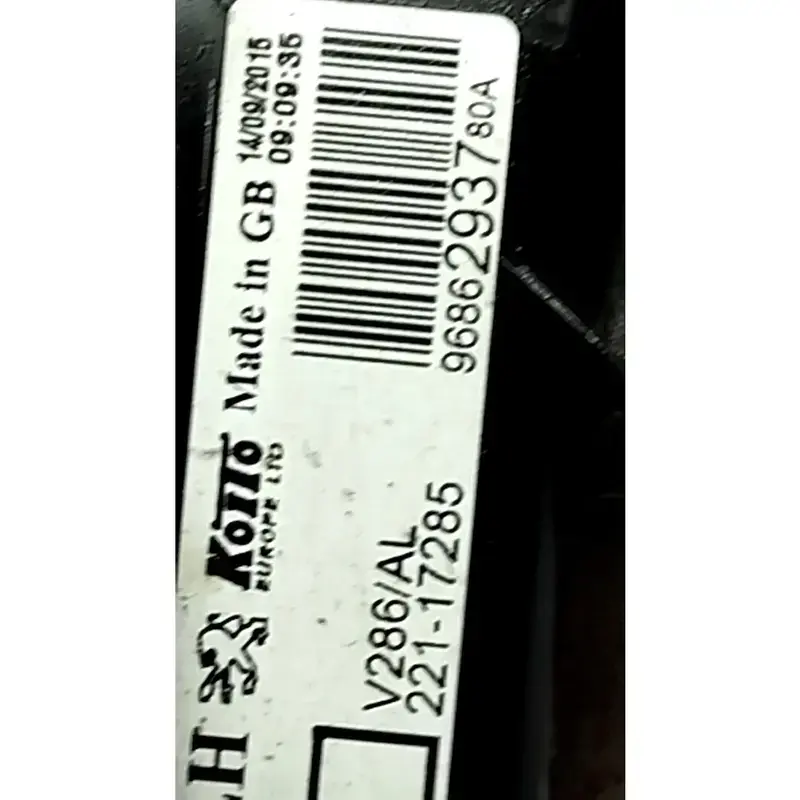 LH KOITO Made in GB 14/09/2015
EUROPE LTD 09:09:35
9686293780A
V286/AL
221-17285